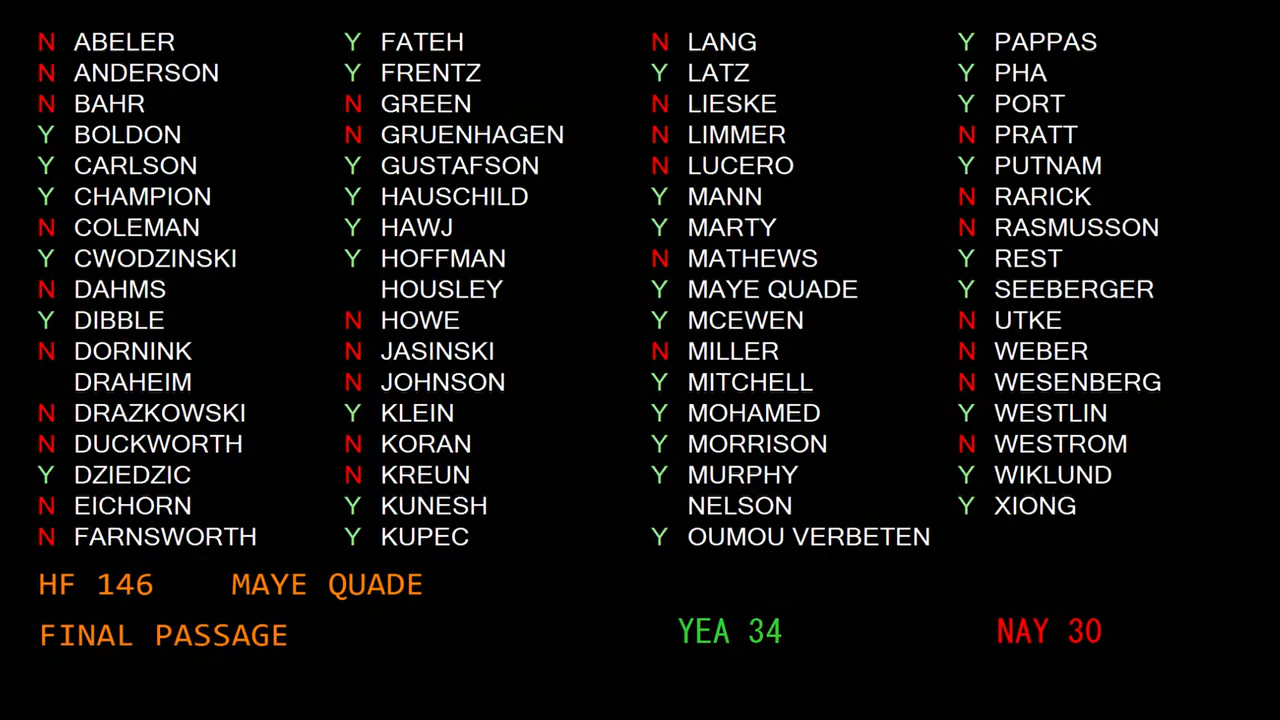 N ABELER Y FATEH N LANG Y PAPPAS
N ANDERSON Y FRENTZ Y LATZ Y PHA
N BAHR N GREEN N LIESKE Y PORT
Y BOLDON N GRUENHAGEN N LIMMER N PRATT
Y CARLSON Y GUSTAFSON N LUCERO Y PUTNAM
Y CHAMPION Y HAUSCHILD Y MANN N RARICK
N COLEMAN Y HAWJ Y MARTY N RASMUSSON
Y CWODZINSKI Y HOFFMAN N MATHEWS Y REST
N DAHMS HOUSLEY Y MAYE QUADE Y SEEBERGER
Y DIBBLE N HOWE Y MCEWEN N UTKE
N DORNINK N JASINSKI N MILLER N WEBER
DRAHEIM N JOHNSON Y MITCHELL N WESENBERG
N DRAZKOWSKI Y KLEIN Y MOHAMED Y WESTLIN
N DUCKWORTH N KORAN Y MORRISON N WESTROM
Y DZIEDZIC N KREUN Y MURPHY Y WIKLUND
N EICHORN Y KUNESH NELSON Y XIONG
N FARNSWORTH Y KUPEC Y OUMOU VERBETEN
HF 146 MAYE QUADE
FINAL PASSAGE YEA 34 NAY 30